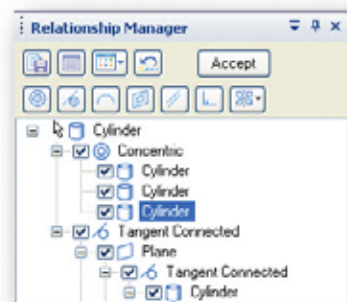 Relationship Manager
Accept
Cylinder
Concentric
Cylinder
Cylinder
Cylinder
Tangent Connected
Plane
Tangent Connected
Cylinder